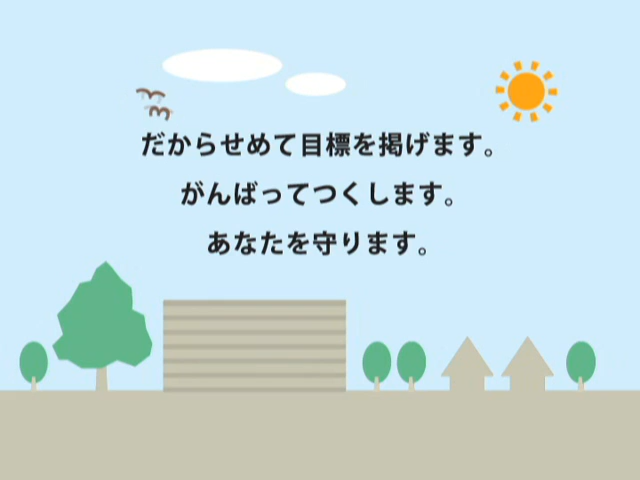 だからせめて目標を掲げます。
がんばってつくします。
あなたを守ります。